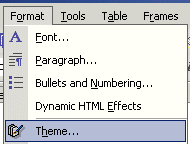 Format Tools Table Frames
Font...
Paragraph...
Bullets and Numbering...
Dynamic HTML Effects
Theme...